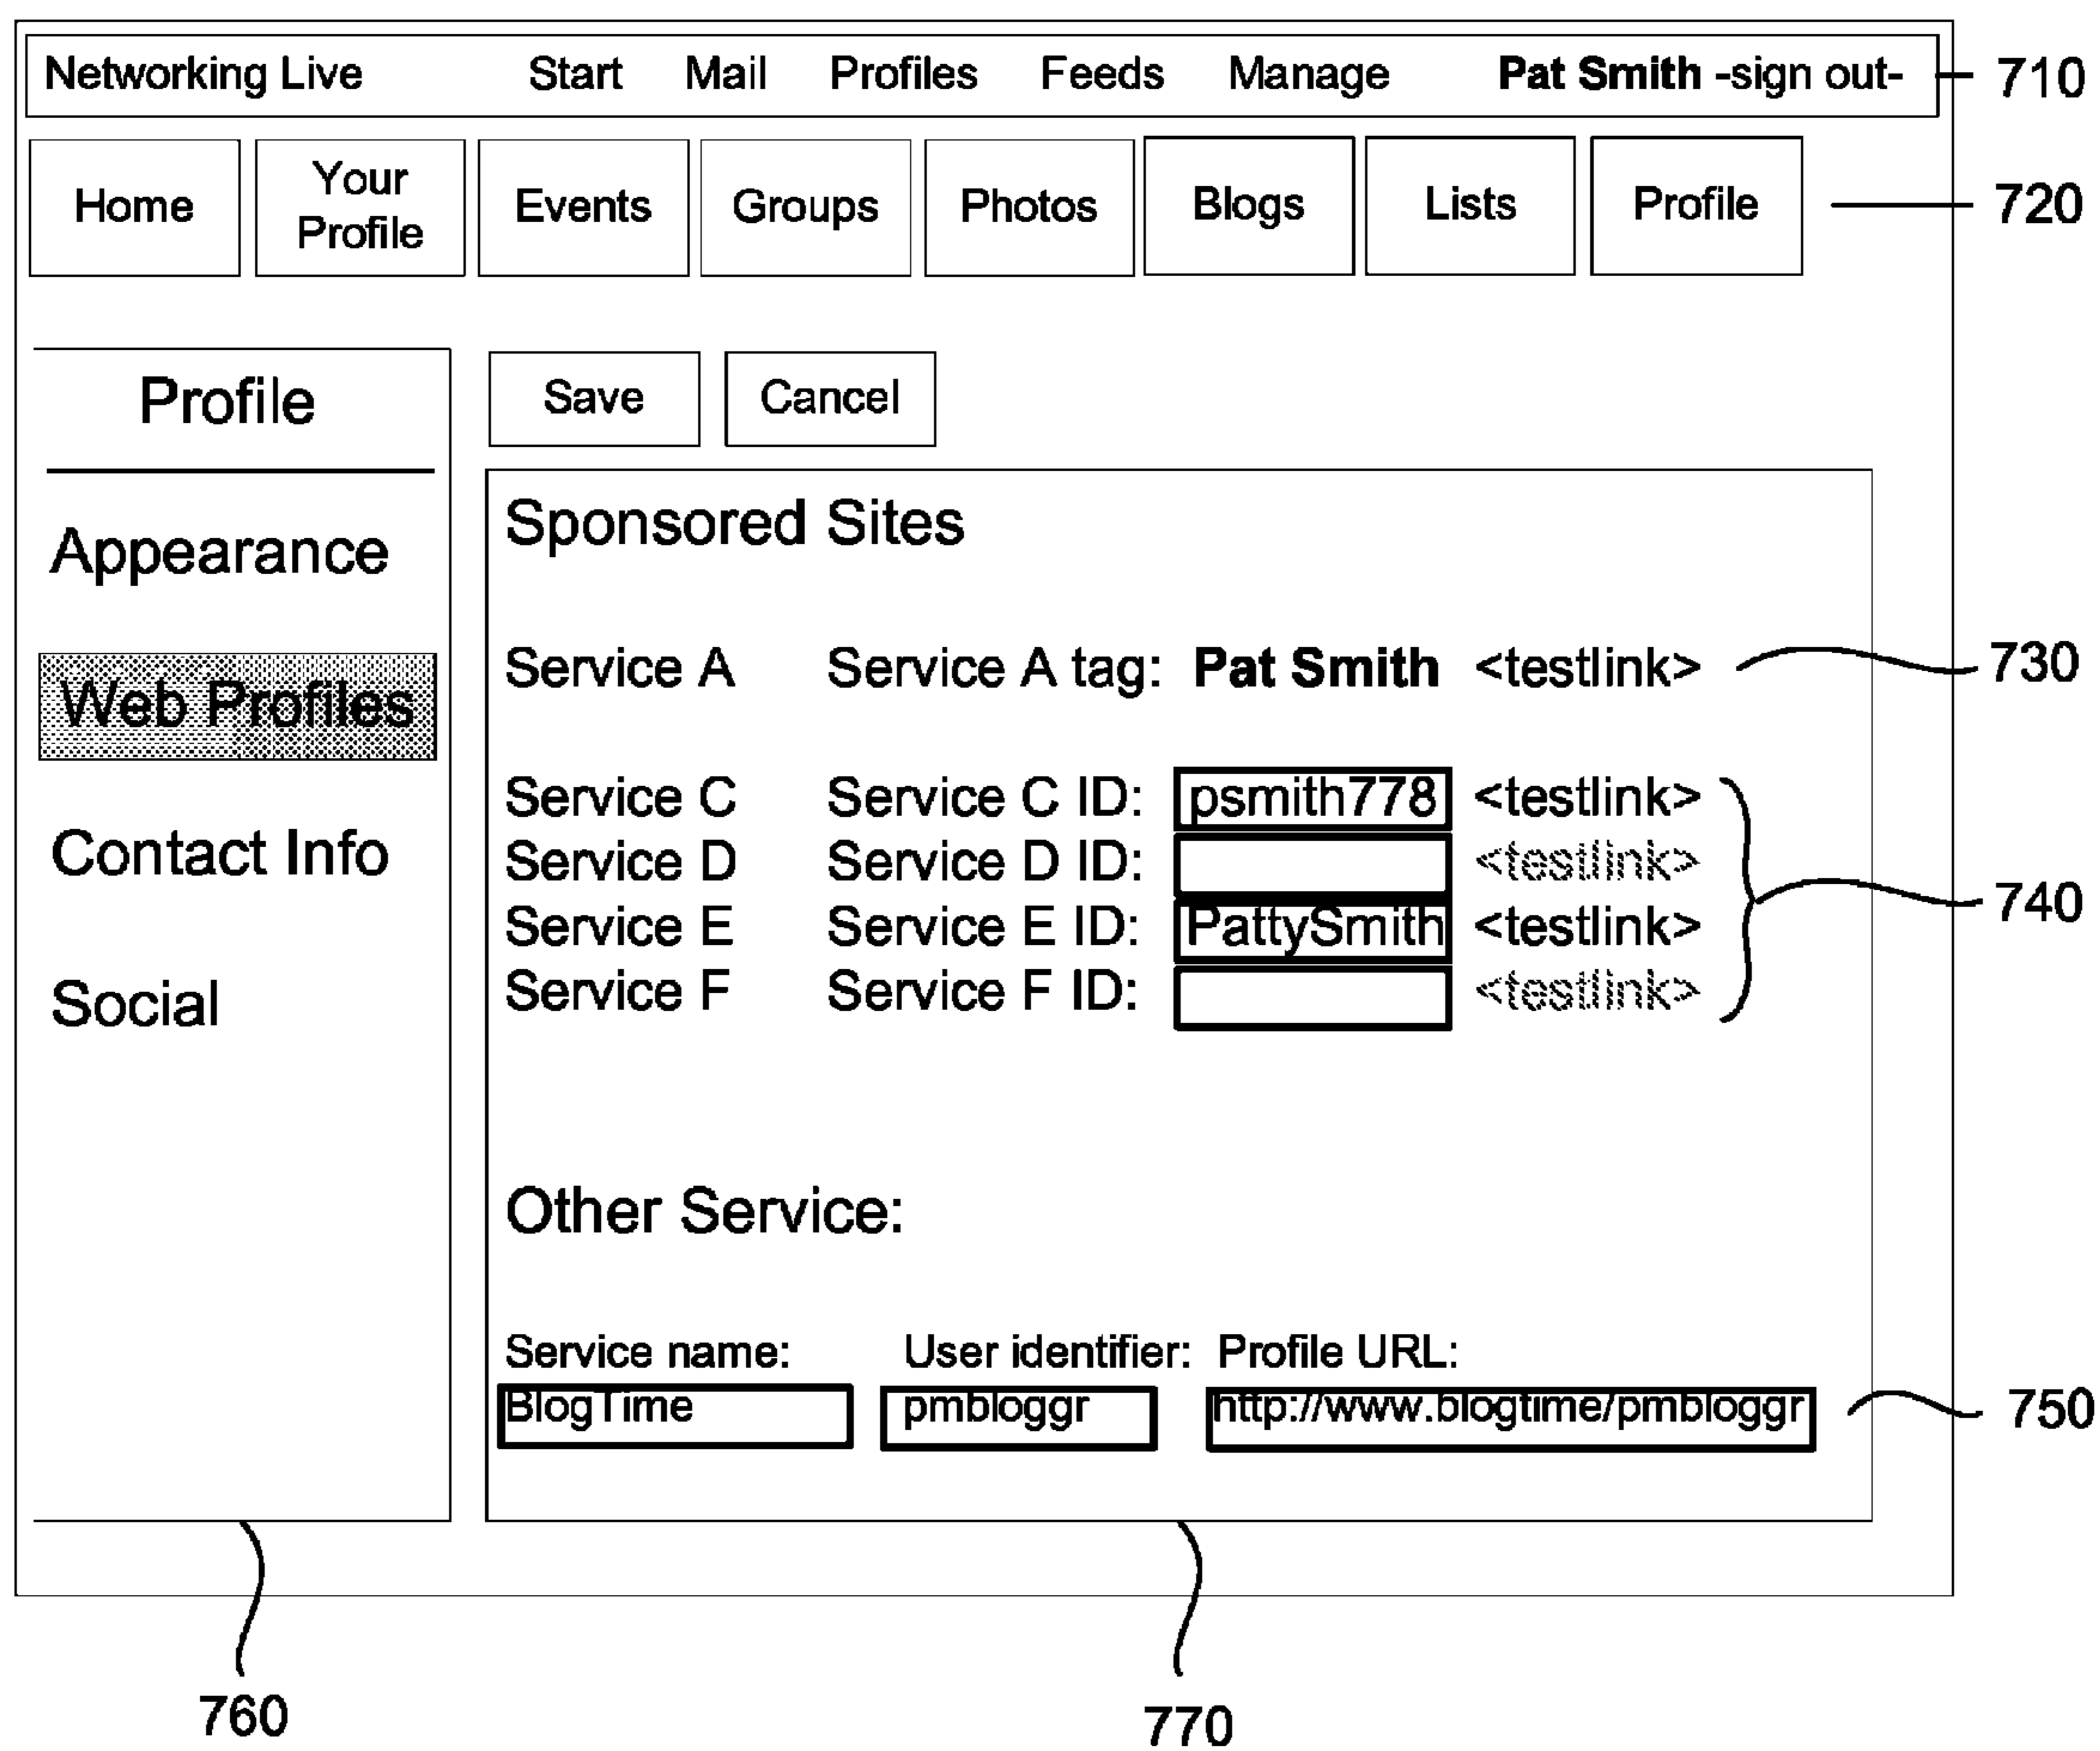 Networking Live Start Mail Profiles Feeds Manage Pat Smith -sign out- 710
Home Your Profile Events Groups Photos Blogs Lists Profile 720
Profile
Appearance
Web Profiles
Contact Info
Social
Save Cancel
Sponsored Sites
Service A Service A tag: Pat Smith <testlink> 730
Service C Service C ID: psmith778 <testlink>
Service D Service D ID: <testlink>
740
Service E Service E ID: PattySmith <testlink>
Service F Service F ID: <testlink>
Other Service:
Service name: User identifier: Profile URL:
BlogTime pmbloggr http://www.blogtime/pmbloggr 750
760 770